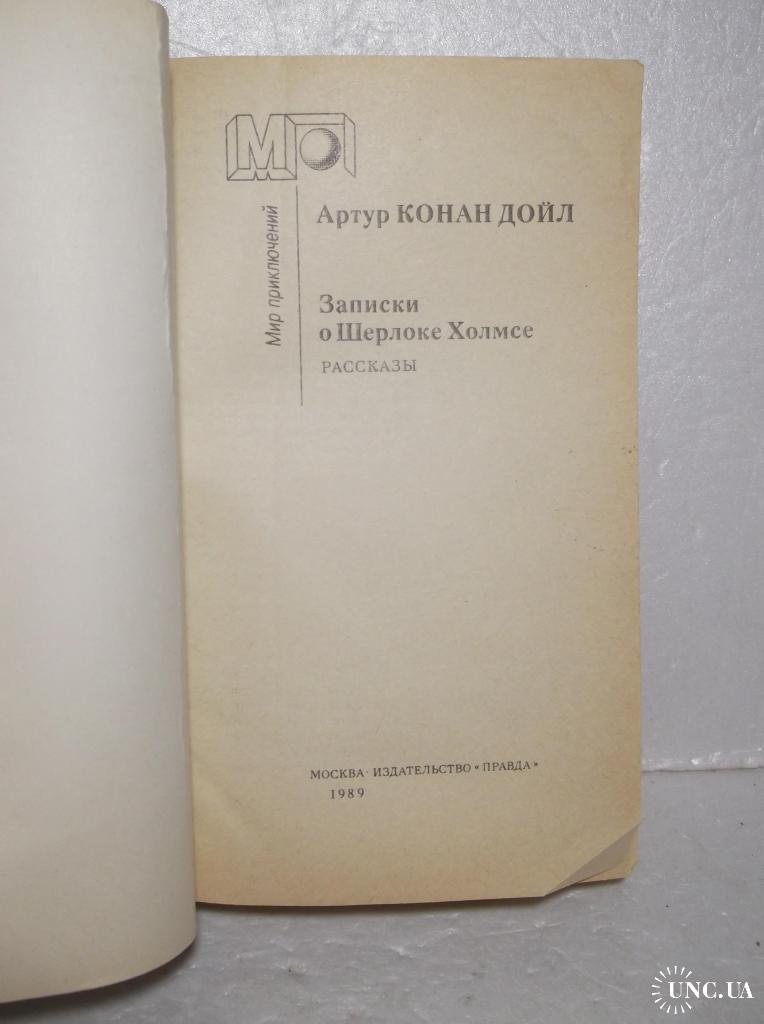 МП
Мир приключений
Артур КОНАН ДОЙЛ
Записки
о Шерлоке Холмсе
РАССКАЗЫ
МОСКВА · ИЗДАТЕЛЬСТВО «ПРАВДА»
1989
UNC.UA